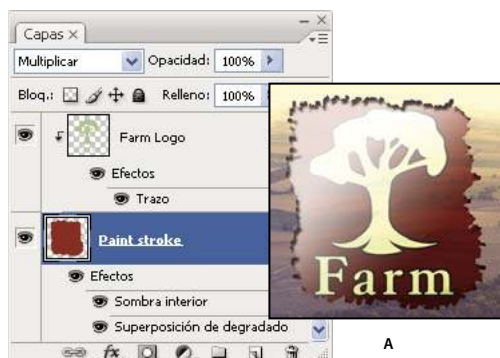 Capas ×
Multiplicar Opacidad: 100%
Bloq.: Relleno: 100%
Farm Logo
Efectos
Trazo
Paint stroke
Efectos
Sombra interior
Superposición de degradado
fx
Farm
A